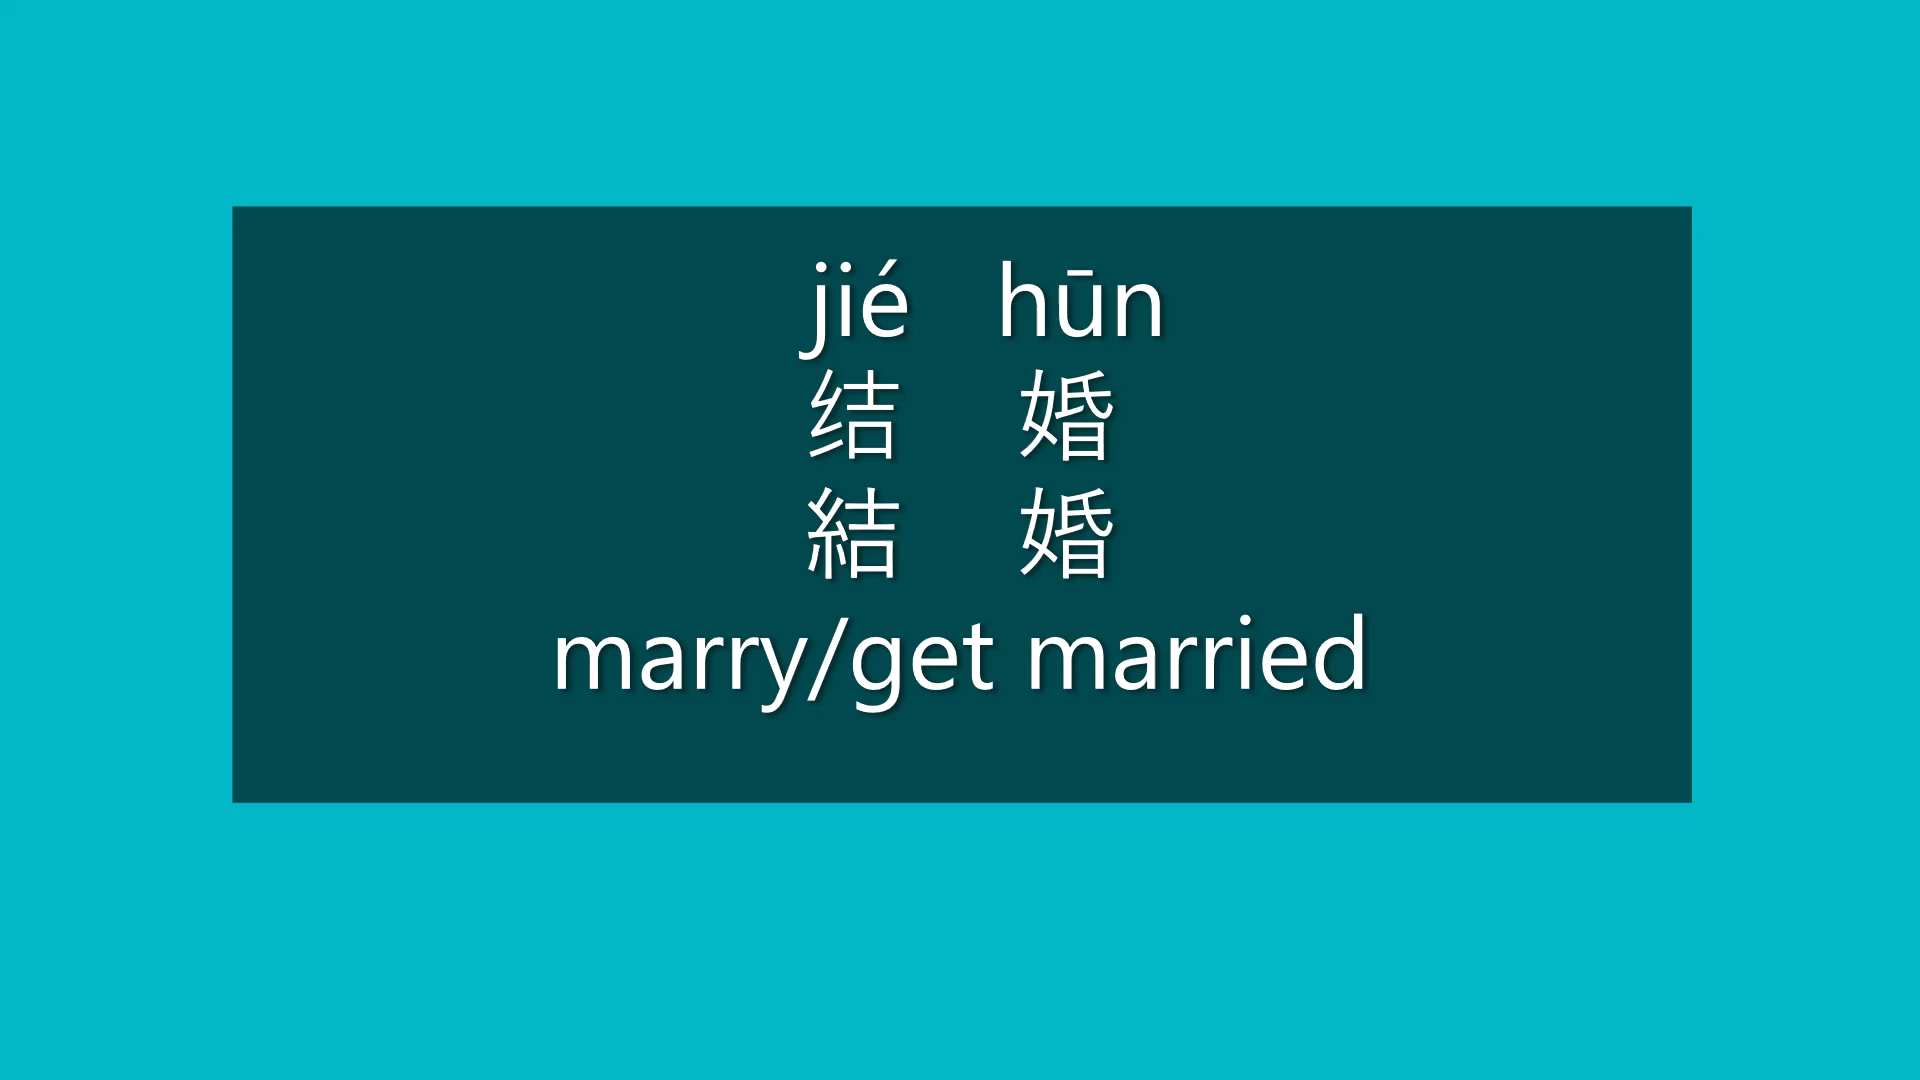 jié hūn
结 婚
結 婚
marry/get married